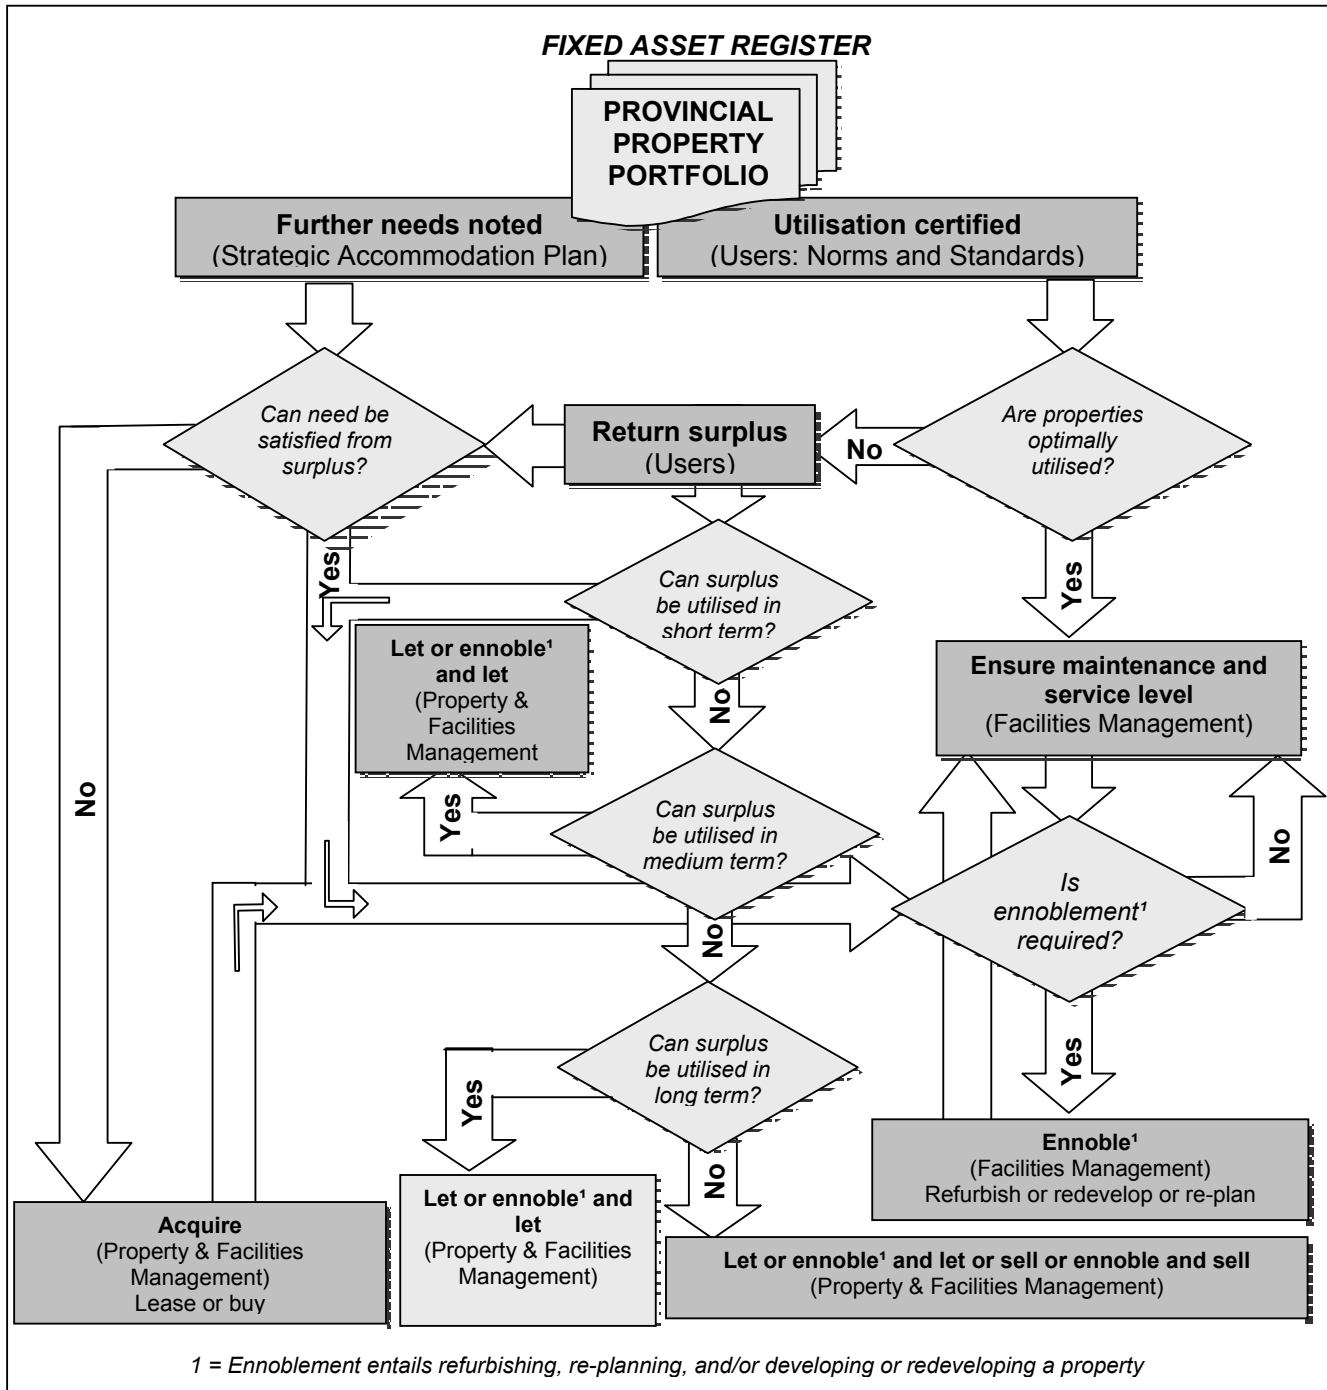 FIXED ASSET REGISTER
PROVINCIAL
PROPERTY
PORTFOLIO
Further needs noted
(Strategic Accommodation Plan)
Utilisation certified
(Users: Norms and Standards)
Can need be
satisfied from
surplus?
Return surplus
(Users)
No
Are properties
optimally
utilised?
Yes
Yes
Can surplus
be utilised in
short term?
Let or ennoble¹
and let
(Property &
Facilities
Management
No
Ensure maintenance and
service level
(Facilities Management)
No
Yes
Can surplus
be utilised in
medium term?
No
Is
ennoblement¹
required?
No
Yes
Can surplus
be utilised in
long term?
Yes
No
Ennoble¹
(Facilities Management)
Refurbish or redevelop or re-plan
Acquire
(Property & Facilities
Management)
Lease or buy
Let or ennoble¹ and
let
(Property & Facilities
Management)
Let or ennoble¹ and let or sell or ennoble and sell
(Property & Facilities Management)
1 = Ennoblement entails refurbishing, re-planning, and/or developing or redeveloping a property